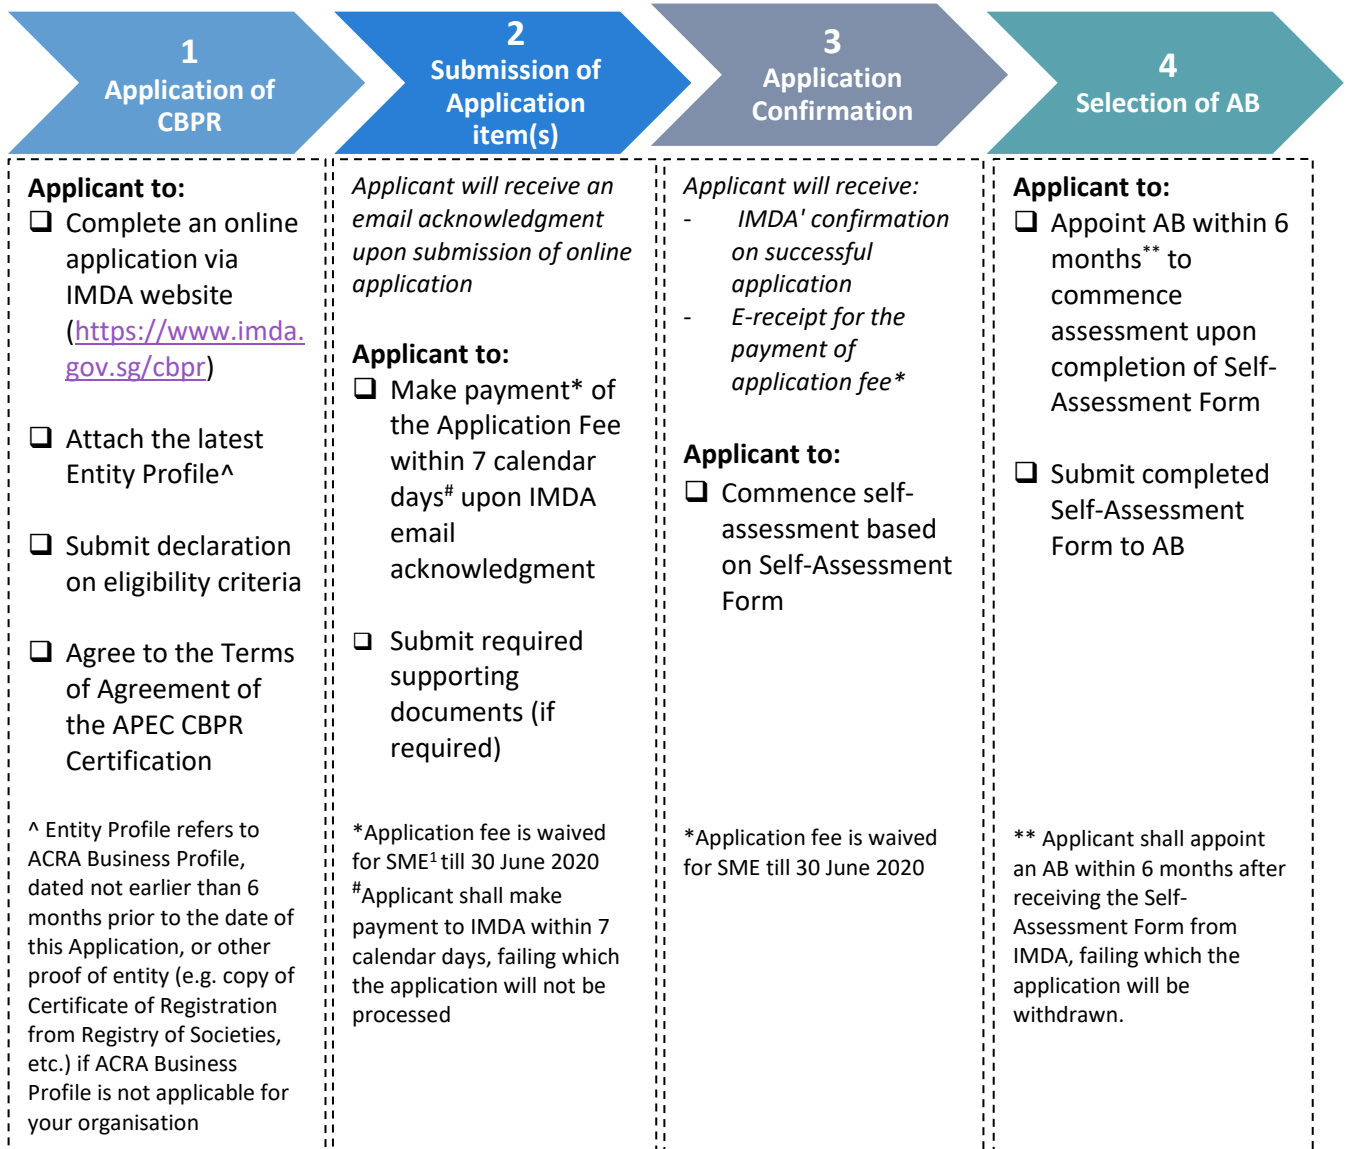 1
Application of
CBPR
2
Submission of
Application
item(s)
3
Application
Confirmation
4
Selection of AB
Applicant to:
❑ Complete an online
application via
IMDA website
(https://www.imda.
gov.sg/cbpr)
❑ Attach the latest
Entity Profile^
❑ Submit declaration
on eligibility criteria
❑ Agree to the Terms
of Agreement of
the APEC CBPR
Certification
^ Entity Profile refers to
ACRA Business Profile,
dated not earlier than 6
months prior to the date of
this Application, or other
proof of entity (e.g. copy of
Certificate of Registration
from Registry of Societies,
etc.) if ACRA Business
Profile is not applicable for
your organisation
Applicant will receive an
email acknowledgment
upon submission of online
application
Applicant to:
❑ Make payment* of
the Application Fee
within 7 calendar
days# upon IMDA
email
acknowledgment
❑ Submit required
supporting
documents (if
required)
*Application fee is waived
for SME¹ till 30 June 2020
#Applicant shall make
payment to IMDA within 7
calendar days, failing which
the application will not be
processed
Applicant will receive:
- IMDA' confirmation
on successful
application
- E-receipt for the
payment of
application fee*
Applicant to:
❑ Commence self-
assessment based
on Self-Assessment
Form
*Application fee is waived
for SME till 30 June 2020
Applicant to:
❑ Appoint AB within 6
months** to
commence
assessment upon
completion of Self-
Assessment Form
❑ Submit completed
Self-Assessment
Form to AB
** Applicant shall appoint
an AB within 6 months after
receiving the Self-
Assessment Form from
IMDA, failing which the
application will be
withdrawn.